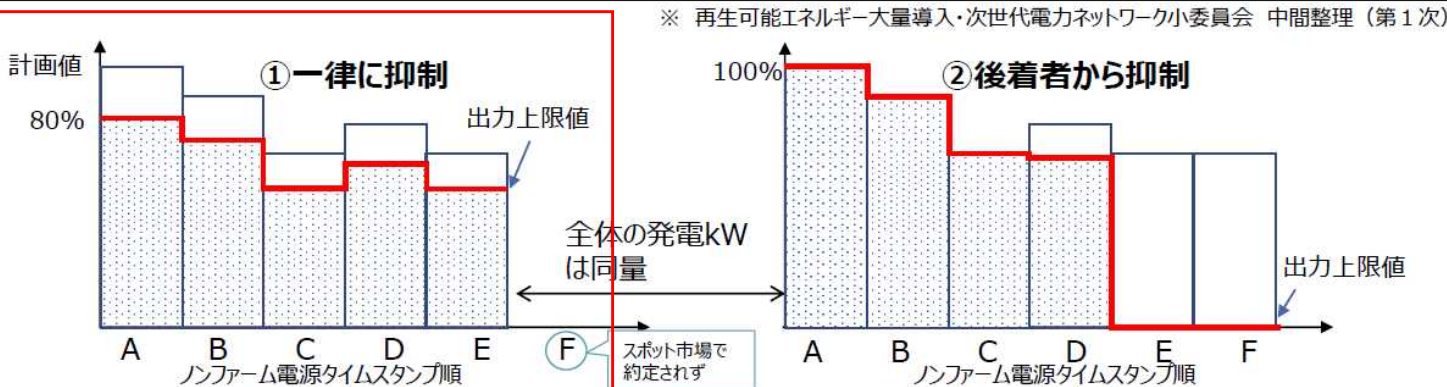 ※ 再生可能エネルギー大量導入・次世代電力ネットワーク小委員会 中間整理（第１次）
計画値
①一律に抑制
80%
出力上限値
A B C D E F
ノンファーム電源タイムスタンプ順
スポット市場で
約定されず
全体の発電kW
は同量
100%
②後着者から抑制
出力上限値
A B C D E F
ノンファーム電源タイムスタンプ順